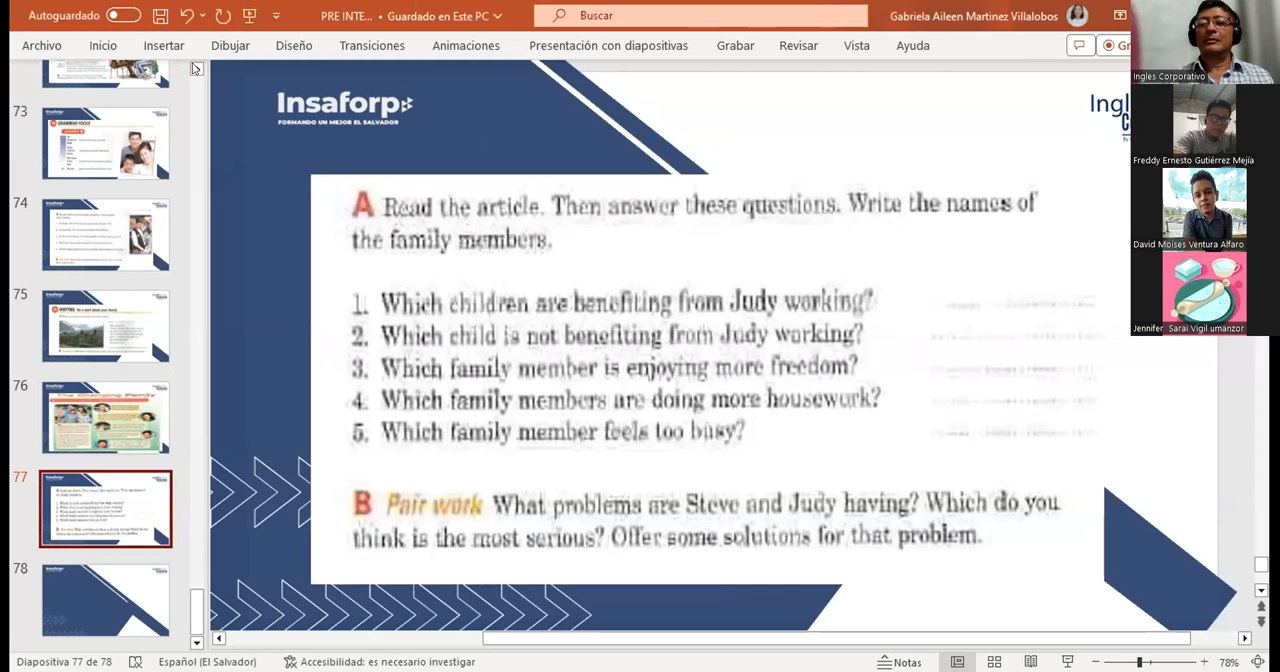 Autoguardado
PRE INTE... • Guardado en Este PC
Buscar
Gabriela Aileen Martinez Villalobos
Archivo Inicio Insertar Dibujar Diseño Transiciones Animaciones Presentación con diapositivas Grabar Revisar Vista Ayuda
Ingles Corporativo
Freddy Ernesto Gutiérrez Mejía
David Moises Ventura Alfaro
Jennifer Sarai Vigil umanzor
73
74
75
76
The Changing Family
77
78
Insaforp
FORMANDO UN MEJOR EL SALVADOR
A Read the article. Then answer these questions. Write the names of
the family members.
1. Which children are benefiting from Judy working?
2. Which child is not benefiting from Judy working?
3. Which family member is enjoying more freedom?
4. Which family members are doing more housework?
5. Which family member feels too busy?
B Pair work What problems are Steve and Judy having? Which do you
think is the most serious? Offer some solutions for that problem.
Diapositiva 77 de 78 Español (El Salvador) Accesibilidad: es necesario investigar Notas 78%